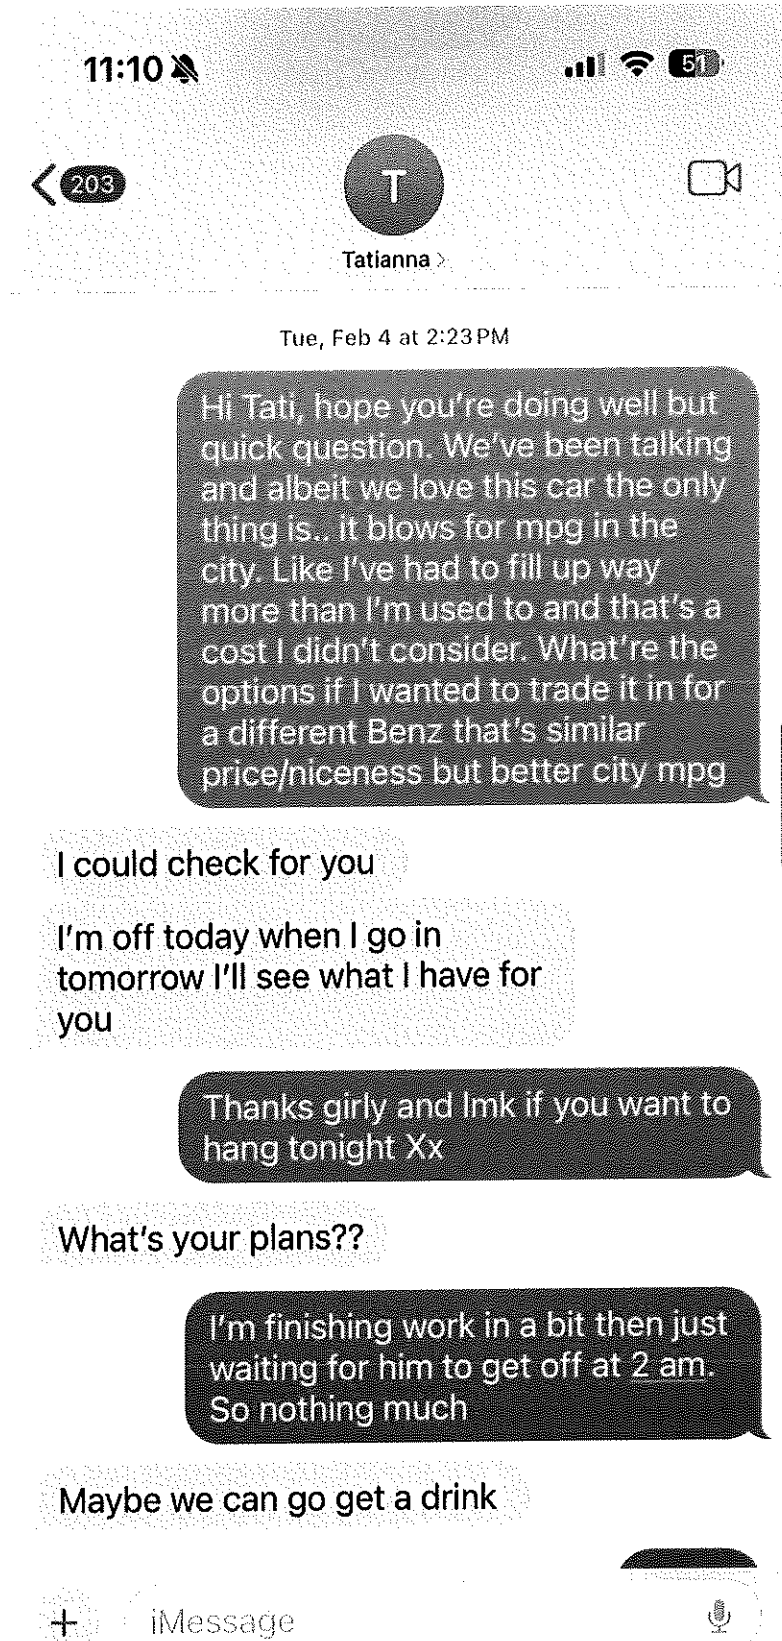 11:10
51
203
T
Tatianna >
Tue, Feb 4 at 2:23 PM
Hi Tati, hope you're doing well but
quick question. We've been talking
and albeit we love this car the only
thing is.. it blows for mpg in the
city. Like I've had to fill up way
more than I'm used to and that's a
cost I didn't consider. What're the
options if I wanted to trade it in for
a different Benz that's similar
price/niceness but better city mpg
I could check for you
I'm off today when I go in
tomorrow I'll see what I have for
you
Thanks girly and lmk if you want to
hang tonight Xx
What's your plans??
I'm finishing work in a bit then just
waiting for him to get off at 2 am.
So nothing much
Maybe we can go get a drink
+ iMessage